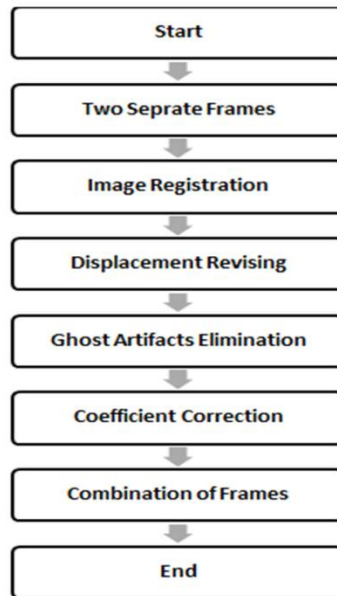 Start
Two Seprate Frames
Image Registration
Displacement Revising
Ghost Artifacts Elimination
Coefficient Correction
Combination of Frames
End